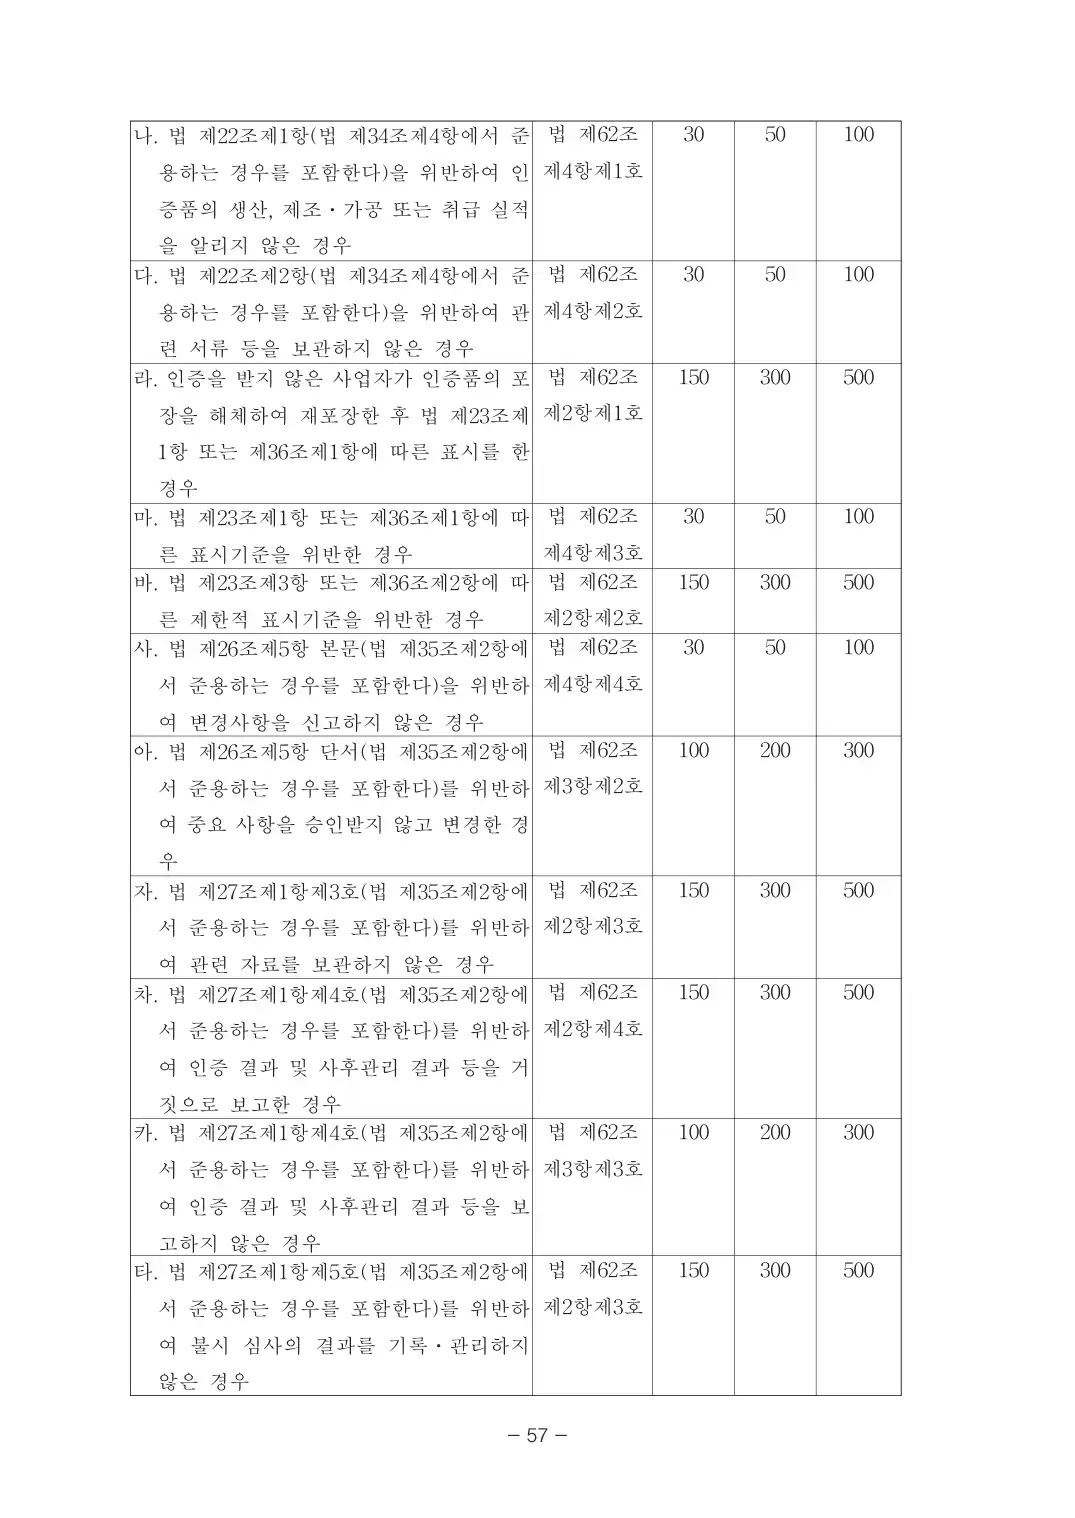 나. 법 제22조제1항(법 제34조제4항에서 준 법 제62조 30 50 100
용하는 경우를 포함한다)을 위반하여 인 제4항제1호
증품의 생산, 제조·가공 또는 취급 실적
을 알리지 않은 경우
다. 법 제22조제2항(법 제34조제4항에서 준 법 제62조 30 50 100
용하는 경우를 포함한다)을 위반하여 관 제4항제2호
련 서류 등을 보관하지 않은 경우
라. 인증을 받지 않은 사업자가 인증품의 포 법 제62조 150 300 500
장을 해체하여 재포장한 후 법 제23조제 제2항제1호
1항 또는 제36조제1항에 따른 표시를 한
경우
마. 법 제23조제1항 또는 제36조제1항에 따 법 제62조 30 50 100
른 표시기준을 위반한 경우 제4항제3호
바. 법 제23조제3항 또는 제36조제2항에 따 법 제62조 150 300 500
른 제한적 표시기준을 위반한 경우 제2항제2호
사. 법 제26조제5항 본문(법 제35조제2항에 법 제62조 30 50 100
서 준용하는 경우를 포함한다)을 위반하 제4항제4호
여 변경사항을 신고하지 않은 경우
아. 법 제26조제5항 단서(법 제35조제2항에 법 제62조 100 200 300
서 준용하는 경우를 포함한다)를 위반하 제3항제2호
여 중요 사항을 승인받지 않고 변경한 경
우
자. 법 제27조제1항제3호(법 제35조제2항에 법 제62조 150 300 500
서 준용하는 경우를 포함한다)를 위반하 제2항제3호
여 관련 자료를 보관하지 않은 경우
차. 법 제27조제1항제4호(법 제35조제2항에 법 제62조 150 300 500
서 준용하는 경우를 포함한다)를 위반하 제2항제4호
여 인증 결과 및 사후관리 결과 등을 거
짓으로 보고한 경우
카. 법 제27조제1항제4호(법 제35조제2항에 법 제62조 100 200 300
서 준용하는 경우를 포함한다)를 위반하 제3항제3호
여 인증 결과 및 사후관리 결과 등을 보
고하지 않은 경우
타. 법 제27조제1항제5호(법 제35조제2항에 법 제62조 150 300 500
서 준용하는 경우를 포함한다)를 위반하 제2항제3호
여 불시 심사의 결과를 기록·관리하지
않은 경우
- 57 -